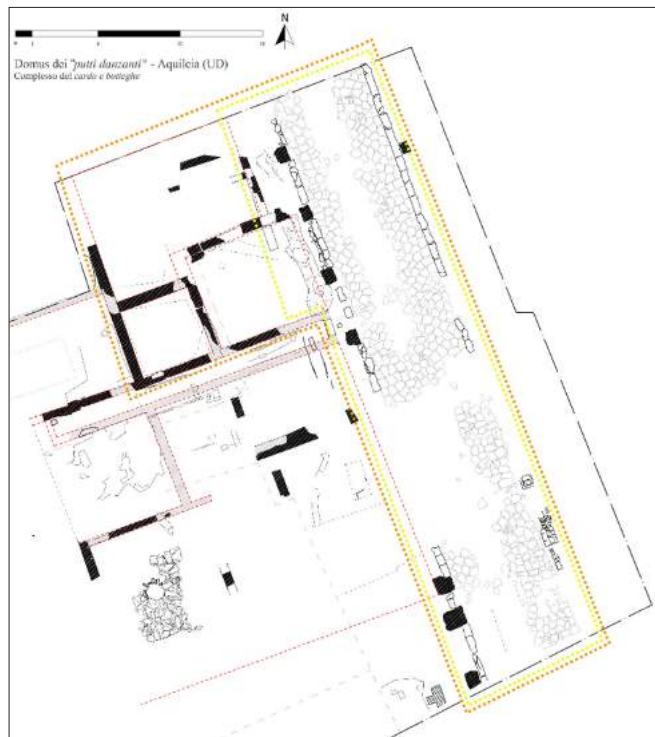 N
Domus dei "putti danzanti" - Aquileia (UD)
Complesso del cardo e botteghe